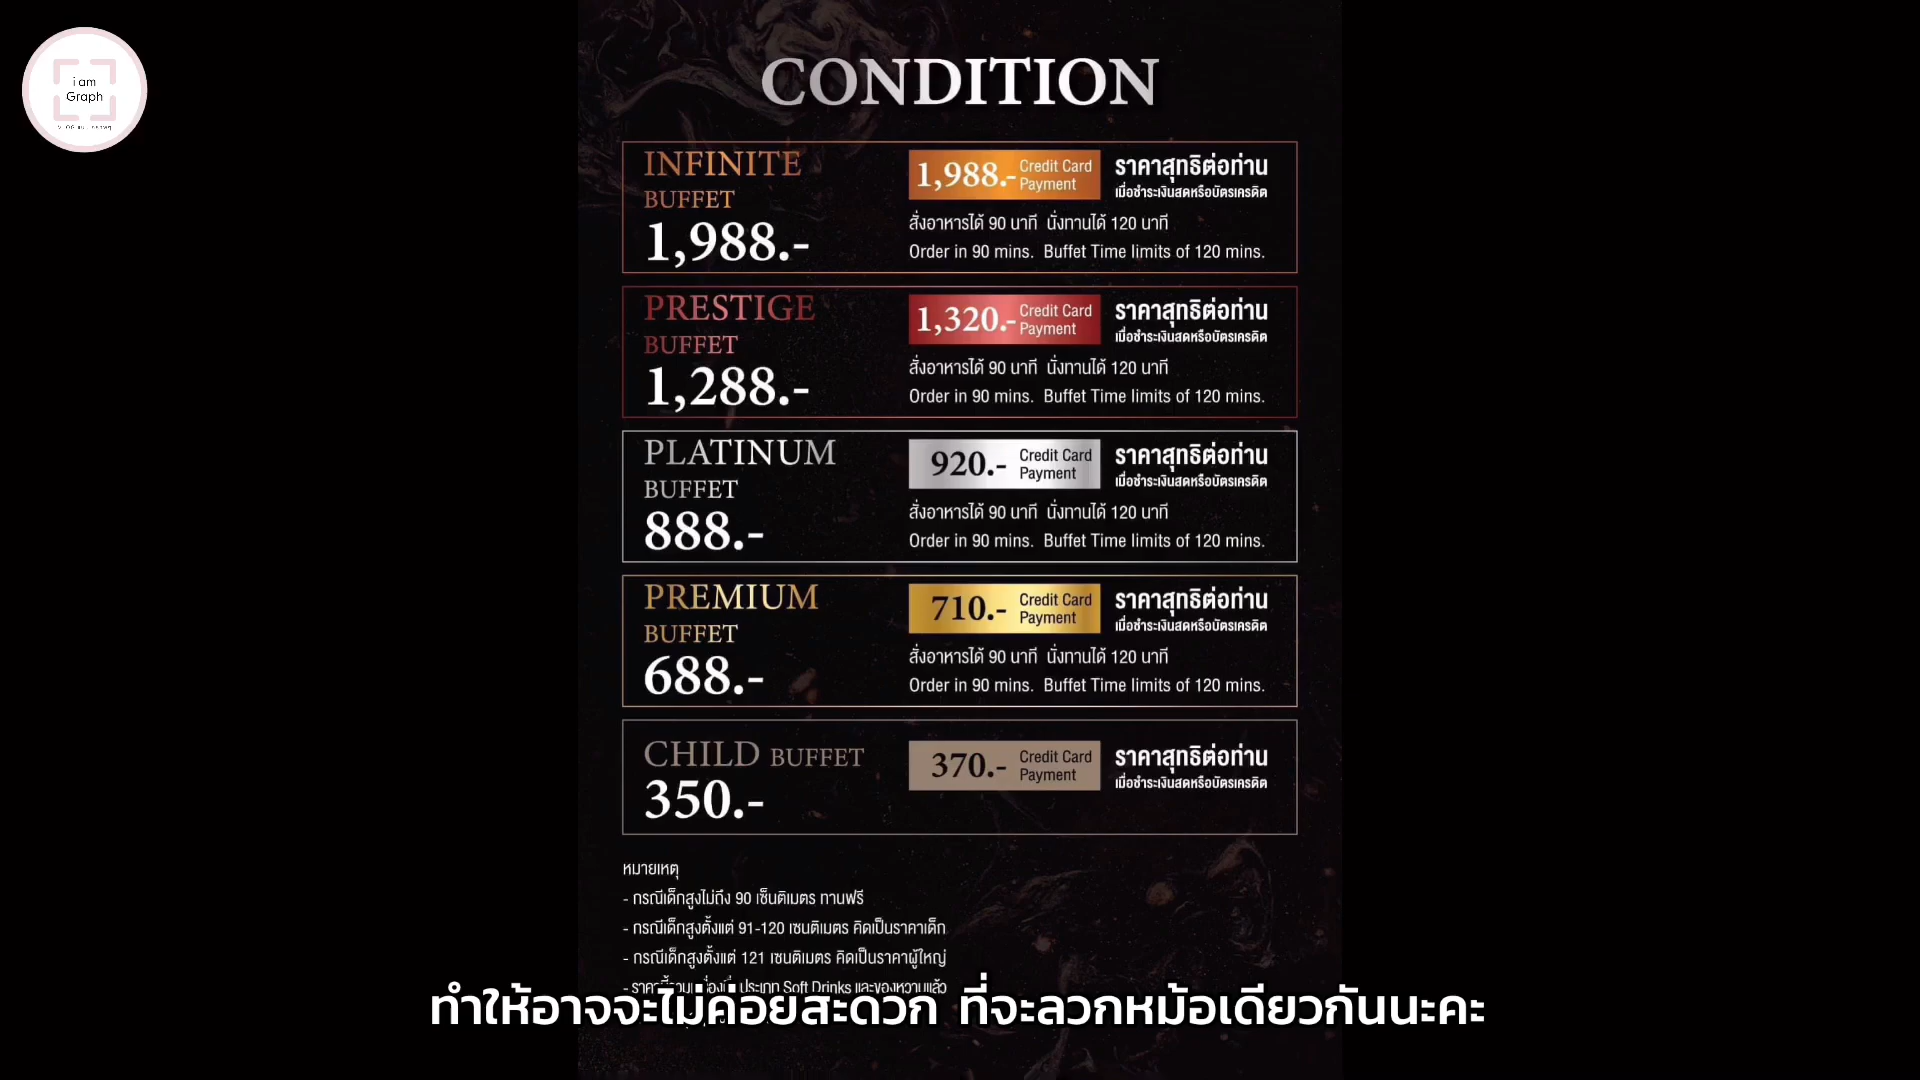 i am
Graph
CONDITION
INFINITE
BUFFET
1,988.-
1,988.- Credit Card Payment
ราคาสุทธิต่อท่าน
เมื่อชำระเงินสดหรือบัตรเครดิต
สั่งอาหารได้ 90 นาที นั่งทานได้ 120 นาที
Order in 90 mins. Buffet Time limits of 120 mins.
PRESTIGE
BUFFET
1,288.-
1,320.- Credit Card Payment
ราคาสุทธิต่อท่าน
เมื่อชำระเงินสดหรือบัตรเครดิต
สั่งอาหารได้ 90 นาที นั่งทานได้ 120 นาที
Order in 90 mins. Buffet Time limits of 120 mins.
PLATINUM
BUFFET
888.-
920.- Credit Card Payment
ราคาสุทธิต่อท่าน
เมื่อชำระเงินสดหรือบัตรเครดิต
สั่งอาหารได้ 90 นาที นั่งทานได้ 120 นาที
Order in 90 mins. Buffet Time limits of 120 mins.
PREMIUM
BUFFET
688.-
710.- Credit Card Payment
ราคาสุทธิต่อท่าน
เมื่อชำระเงินสดหรือบัตรเครดิต
สั่งอาหารได้ 90 นาที นั่งทานได้ 120 นาที
Order in 90 mins. Buffet Time limits of 120 mins.
CHILD BUFFET
350.-
370.- Credit Card Payment
ราคาสุทธิต่อท่าน
เมื่อชำระเงินสดหรือบัตรเครดิต
หมายเหตุ
- กรณีเด็กสูงไม่ถึง 90 เซ็นติเมตร ทานฟรี
- กรณีเด็กสูงตั้งแต่ 91-120 เซนติเมตร คิดเป็นราคาเด็ก
- กรณีเด็กสูงตั้งแต่ 121 เซนติเมตร คิดเป็นราคาผู้ใหญ่
ประเภท Soft Drinks และของหวานแล้ว
ทำให้อาจจะไม่ค่อยสะดวก ที่จะลวกหม้อเดียวกันนะคะ